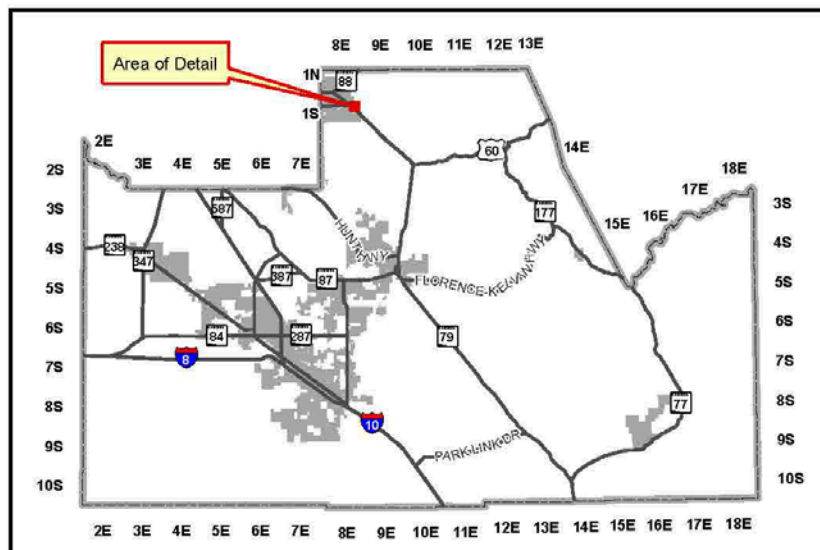 8E 9E 10E 11E 12E 13E
Area of Detail
1N
88
1S
2E
60
14E
3E 4E 5E 6E 7E
2S
18E
17E
16E
15E
3S
587
177
3S
HUNT HWY
238
347
4S
4S
387
87
FLORENCE-KELVIN HWY
5S
5S
6S
84
287
79
6S
8
7S
7S
77
8S
8S
10
9S
PARK LINK DR
9S
10S
10S
2E 3E 4E 5E 6E 7E 8E 9E 10E 11E 12E 13E 14E 15E 16E 17E 18E